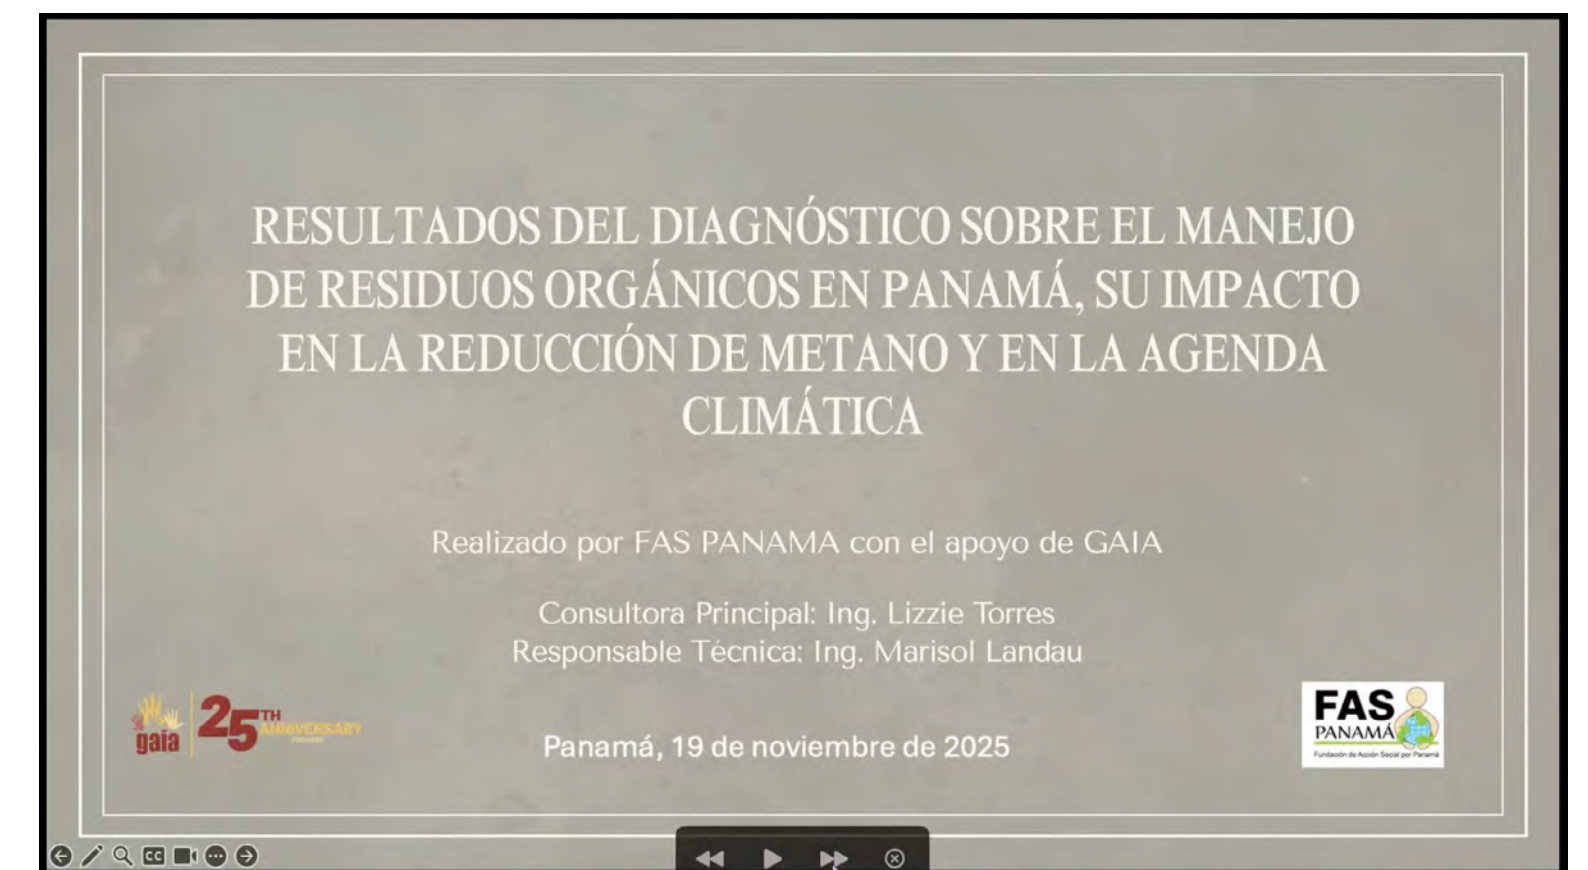 RESULTADOS DEL DIAGNÓSTICO SOBRE EL MANEJO
DE RESIDUOS ORGÁNICOS EN PANAMÁ, SU IMPACTO
EN LA REDUCCIÓN DE METANO Y EN LA AGENDA
CLIMÁTICA
Realizado por FAS PANAMA con el apoyo de GAIA
Consultora Principal: Ing. Lizzie Torres
Responsable Técnica: Ing. Marisol Landau
gaia
25TH
ANNIVERSARY
Panamá, 19 de noviembre de 2025
FAS
PANAMÁ
Fundación de Acción Social por Panamá
CC